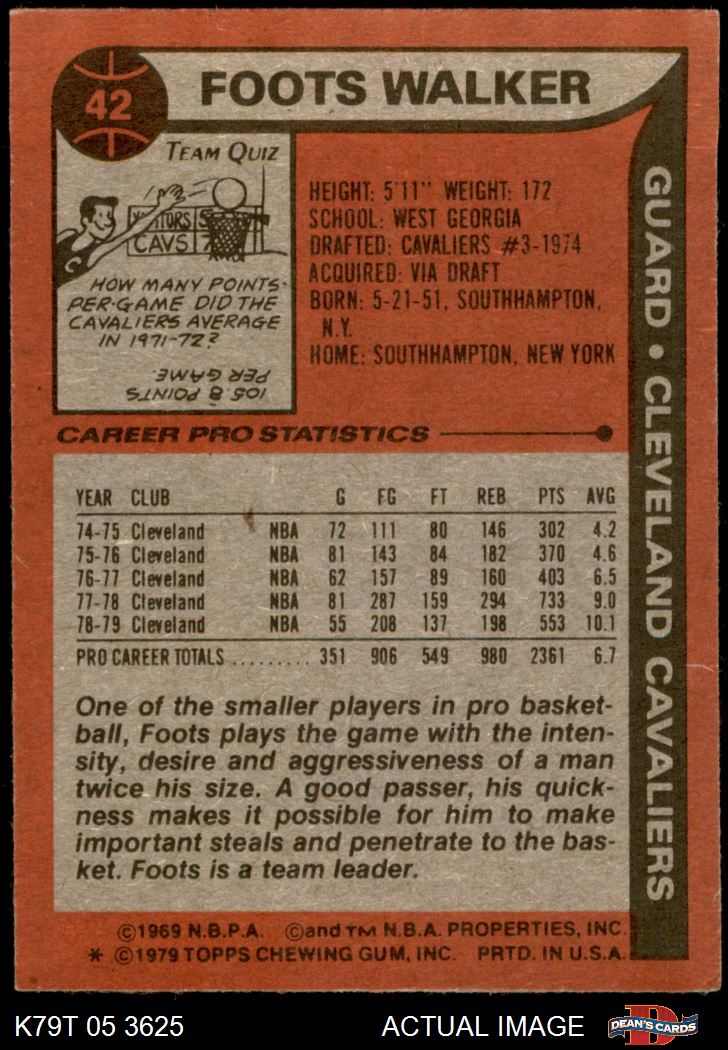 42
FOOTS WALKER
TEAM QUIZ
VISITORS 5
CAVS 7
HOW MANY POINTS-
PER-GAME DID THE
CAVALIERS AVERAGE
IN 1971-72?
105.8 POINTS
PER GAME.
HEIGHT: 5'11" WEIGHT: 172
SCHOOL: WEST GEORGIA
DRAFTED: CAVALIERS #3-1974
ACQUIRED: VIA DRAFT
BORN: 5-21-51, SOUTHHAMPTON,
N.Y.
HOME: SOUTHHAMPTON, NEW YORK
GUARD • CLEVELAND CAVALIERS
CAREER PRO STATISTICS
YEAR CLUB G FG FT REB PTS AVG
74-75 Cleveland NBA 72 111 80 146 302 4.2
75-76 Cleveland NBA 81 143 84 182 370 4.6
76-77 Cleveland NBA 62 157 89 160 403 6.5
77-78 Cleveland NBA 81 287 159 294 733 9.0
78-79 Cleveland NBA 55 208 137 198 553 10.1
PRO CAREER TOTALS ......... 351 906 549 980 2361 6.7
One of the smaller players in pro basket-
ball, Foots plays the game with the inten-
sity, desire and aggressiveness of a man
twice his size. A good passer, his quick-
ness makes it possible for him to make
important steals and penetrate to the bas-
ket. Foots is a team leader.
©1969 N.B.P.A. ©and TM N.B.A. PROPERTIES, INC.
* ©1979 TOPPS CHEWING GUM, INC. PRTD. IN U.S.A.
K79T 05 3625
ACTUAL IMAGE
D
DEAN'S CARDS